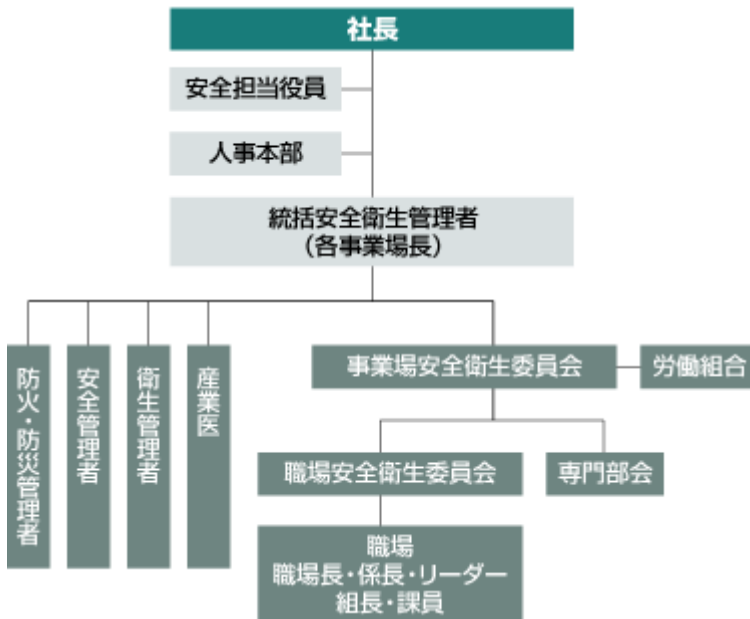 社長
安全担当役員
人事本部
統括安全衛生管理者
(各事業場長)
防火・防災管理者
安全管理者
衛生管理者
産業医
事業場安全衛生委員会
労働組合
職場安全衛生委員会
専門部会
職場
職場長・係長・リーダー
組長・課員